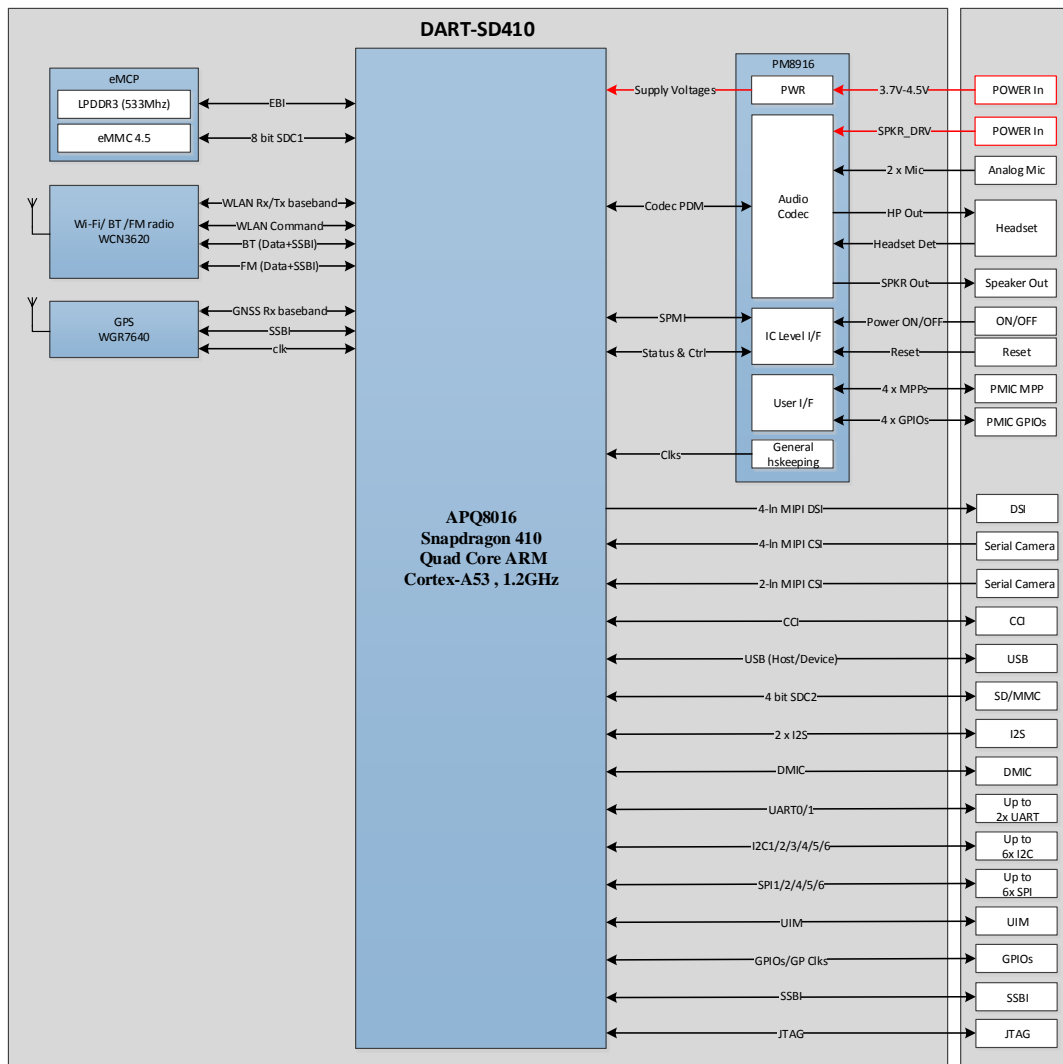 DART-SD410
eMCP
LPDDR3 (533Mhz)
eMMC 4.5
EBI
8 bit SDC1
Wi-Fi/ BT /FM radio
WCN3620
WLAN Rx/Tx baseband
WLAN Command
BT (Data+SSBI)
FM (Data+SSBI)
GPS
WGR7640
GNSS Rx baseband
SSBI
clk
APQ8016
Snapdragon 410
Quad Core ARM
Cortex-A53 , 1.2GHz
Supply Voltages
Codec PDM
SPMI
Status & Ctrl
Clks
PM8916
PWR
Audio
Codec
IC Level I/F
User I/F
General
hskeeping
3.7V-4.5V
POWER In
SPKR_DRV
POWER In
2 x Mic
Analog Mic
HP Out
Headset Det
Headset
SPKR Out
Speaker Out
Power ON/OFF
ON/OFF
Reset
Reset
4 x MPPs
PMIC MPP
4 x GPIOs
PMIC GPIOs
4-ln MIPI DSI
DSI
4-ln MIPI CSI
Serial Camera
2-ln MIPI CSI
Serial Camera
CCI
CCI
USB (Host/Device)
USB
4 bit SDC2
SD/MMC
2 x I2S
I2S
DMIC
DMIC
UART0/1
Up to
2x UART
I2C1/2/3/4/5/6
Up to
6x I2C
SPI1/2/4/5/6
Up to
6x SPI
UIM
UIM
GPIOs/GP Clks
GPIOs
SSBI
SSBI
JTAG
JTAG